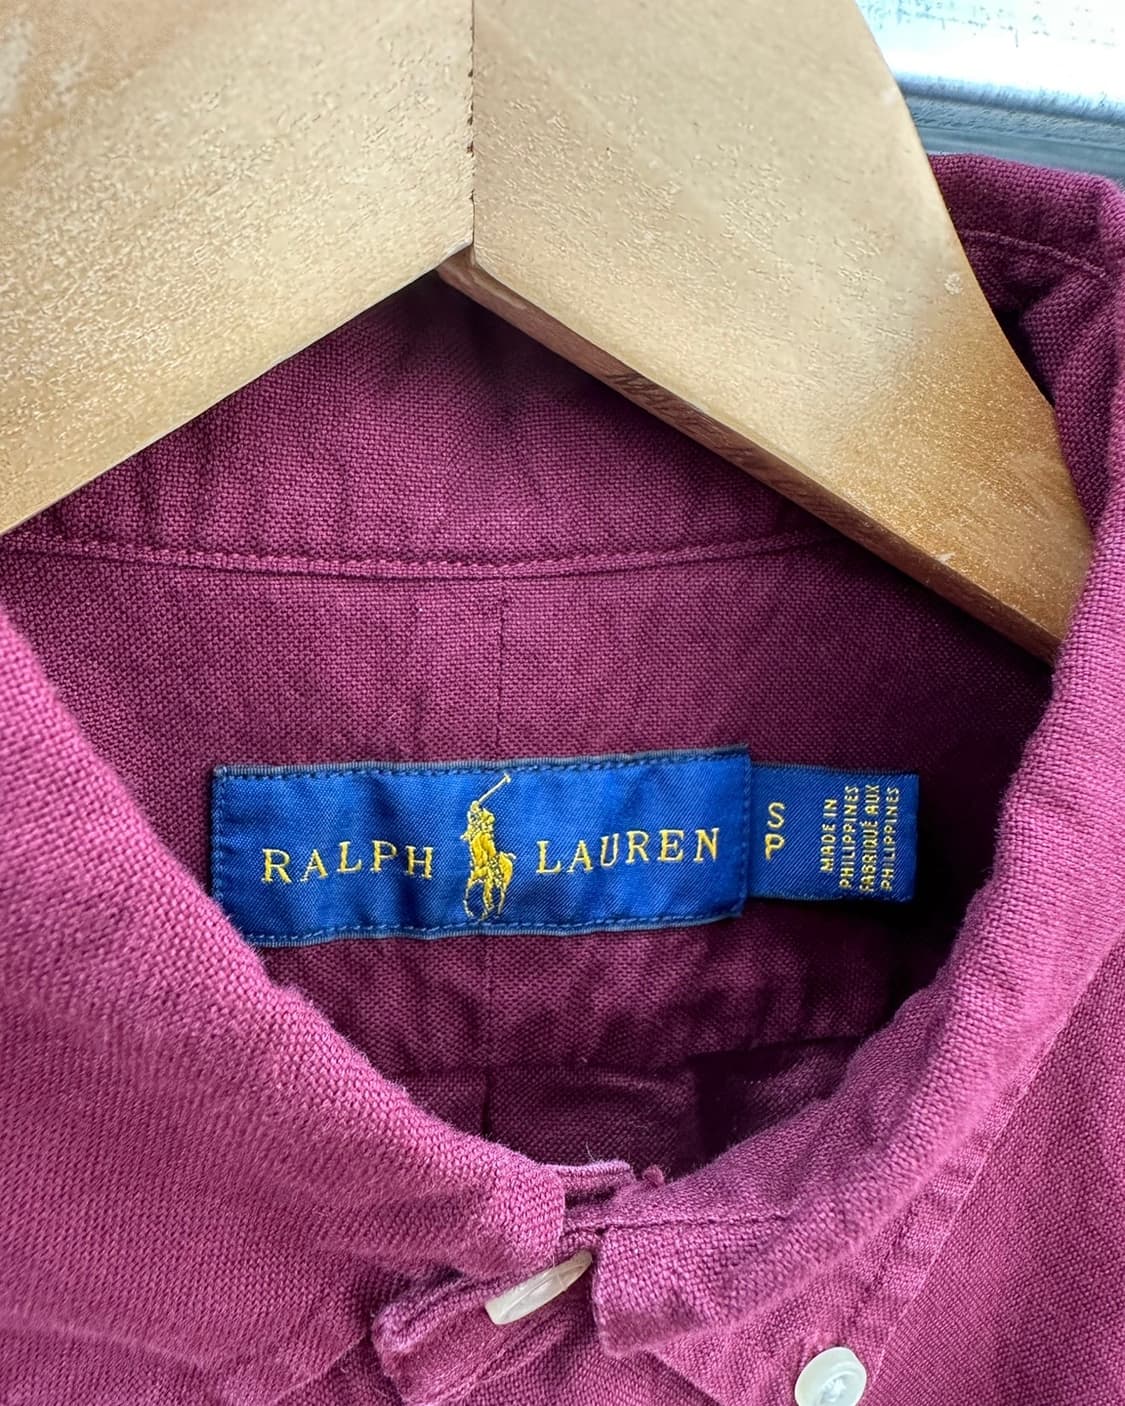 RALPH LAUREN
S
P
MADE IN
PHILIPPINES
FABRIQUÉ AUX
PHILIPPINES